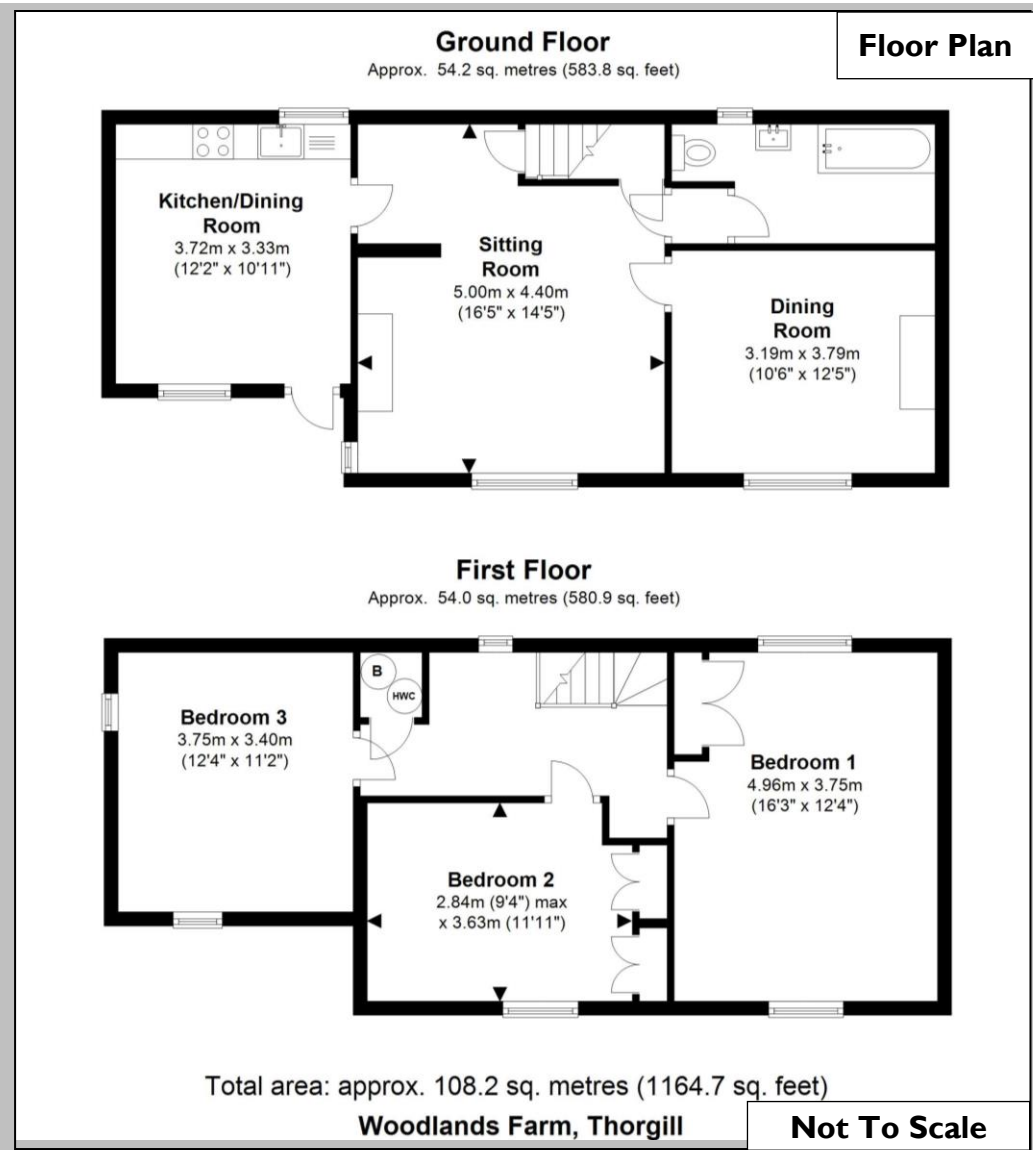 Ground Floor
Approx. 54.2 sq. metres (583.8 sq. feet)
Floor Plan
Kitchen/Dining
Room
3.72m x 3.33m
(12'2" x 10'11")
Sitting
Room
5.00m x 4.40m
(16'5" x 14'5")
Dining
Room
3.19m x 3.79m
(10'6" x 12'5")
First Floor
Approx. 54.0 sq. metres (580.9 sq. feet)
B
HWC
Bedroom 3
3.75m x 3.40m
(12'4" x 11'2")
Bedroom 1
4.96m x 3.75m
(16'3" x 12'4")
Bedroom 2
2.84m (9'4") max
x 3.63m (11'11")
Total area: approx. 108.2 sq. metres (1164.7 sq. feet)
Woodlands Farm, Thorgill
Not To Scale